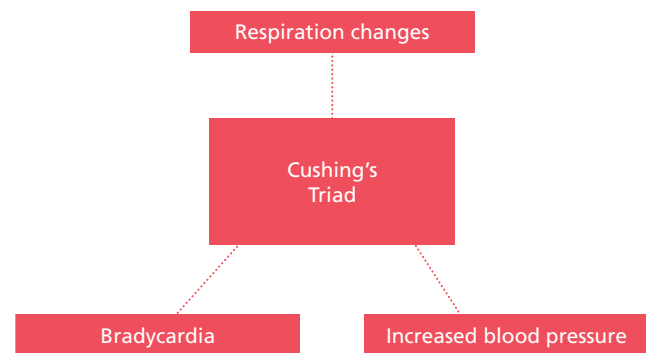 Respiration changes
Cushing's
Triad
Bradycardia
Increased blood pressure